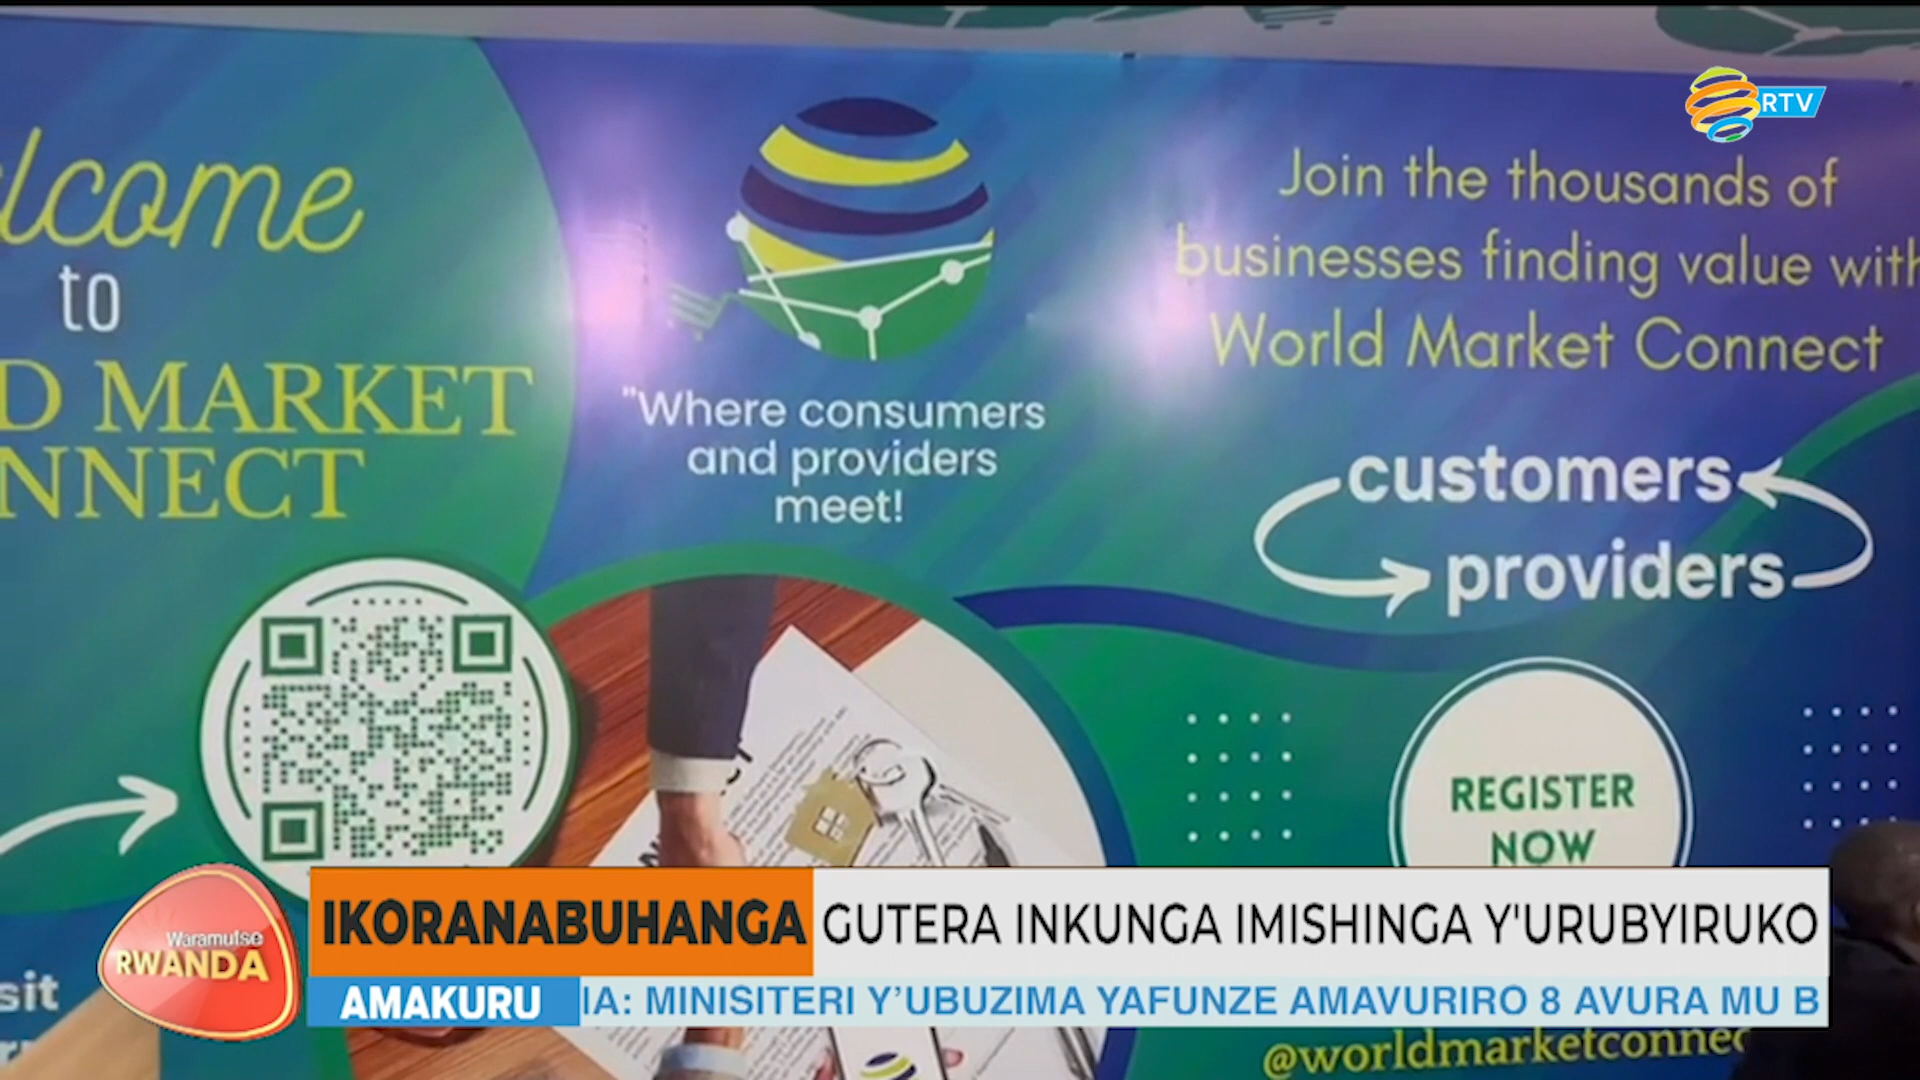 RTV
lcome
to
D MARKET
NNECT
"Where consumers
and providers
meet!
Join the thousands of
businesses finding value with
World Market Connect
customers
providers
REGISTER
NOW
Waramutse
RWANDA
IKORANABUHANGA GUTERA INKUNGA IMISHINGA Y'URUBYIRUKO
AMAKURU IA: MINISITERI Y'UBUZIMA YAFUNZE AMAVURIRO 8 AVURA MU B
sit
@worldmarketconnec